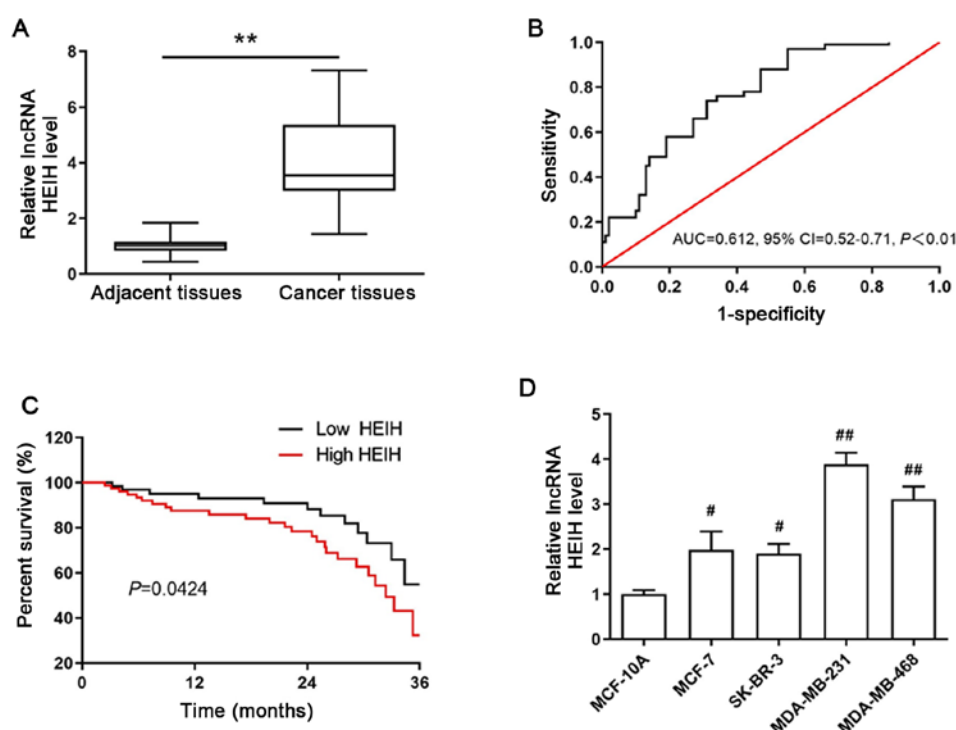 A
**
Relative lncRNA
HEIH level
8
6
4
2
0
Adjacent tissues
Cancer tissues
B
Sensitivity
1.0
0.8
0.6
0.4
0.2
0.0
AUC=0.612, 95% CI=0.52-0.71, P<0.01
0.0 0.2 0.4 0.6 0.8 1.0
1-specificity
C
Low HEIH
High HEIH
Percent survival (%)
120
100
80
60
40
20
P=0.0424
0 12 24 36
Time (months)
D
Relative lncRNA
HEIH level
5
4
3
2
1
0
#
#
##
##
MCF-10A
MCF-7
SK-BR-3
MDA-MB-231
MDA-MB-468